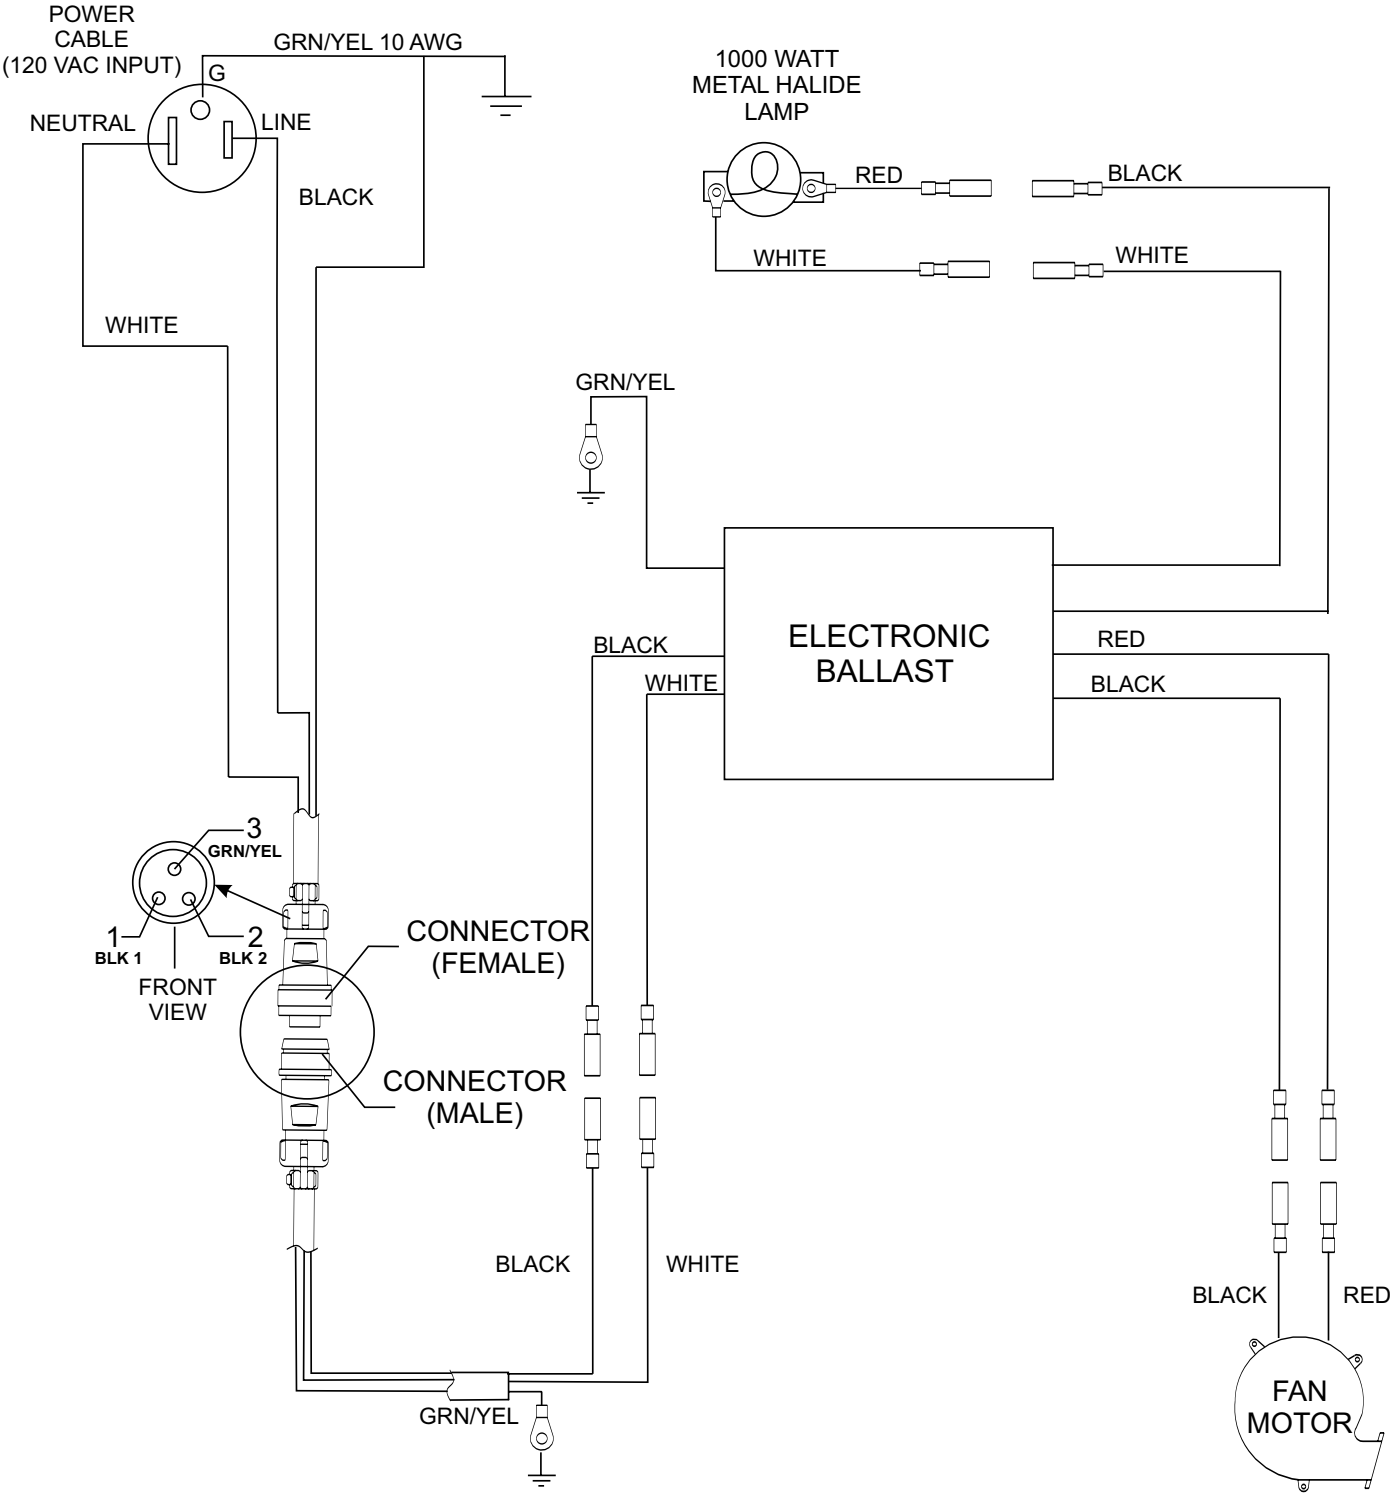 POWER
CABLE
(120 VAC INPUT)
GRN/YEL 10 AWG
G
NEUTRAL
LINE
BLACK
WHITE
1000 WATT
METAL HALIDE
LAMP
RED
BLACK
WHITE
WHITE
GRN/YEL
ELECTRONIC
BALLAST
BLACK
WHITE
RED
BLACK
3
GRN/YEL
1
BLK 1
2
BLK 2
FRONT
VIEW
CONNECTOR
(FEMALE)
CONNECTOR
(MALE)
BLACK
WHITE
GRN/YEL
BLACK
RED
FAN
MOTOR